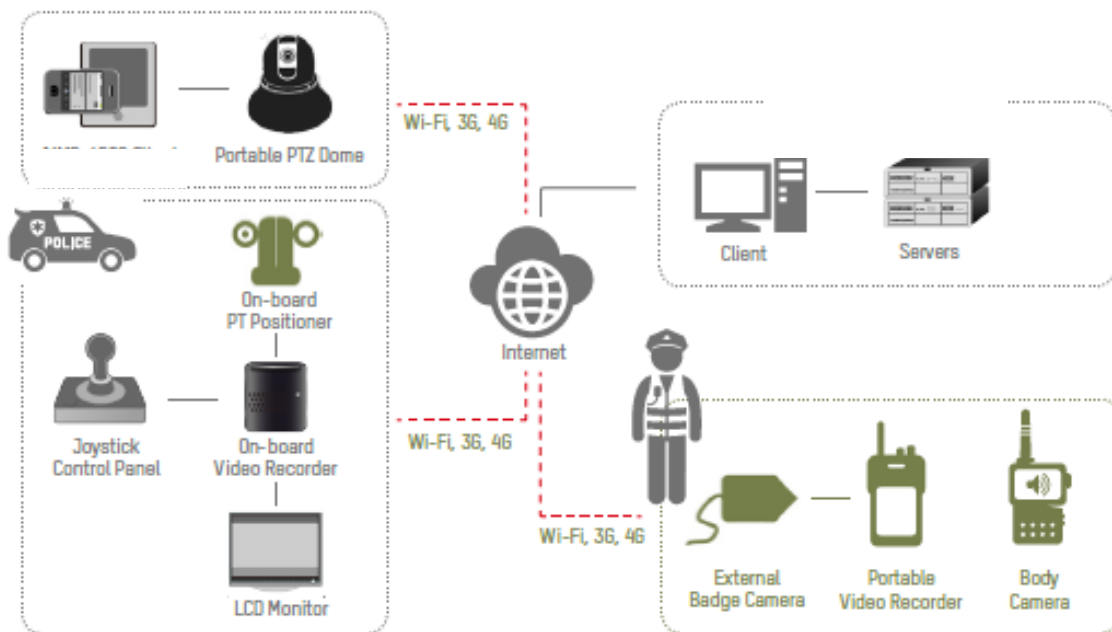 Wi-Fi, 3G, 4G
Portable PTZ Dome
POLICE
On-board
PT Positioner
Client
Servers
Internet
Joystick
Control Panel
On-board
Video Recorder
Wi-Fi, 3G, 4G
LCD Monitor
Wi-Fi, 3G, 4G
External
Badge Camera
Portable
Video Recorder
Body
Camera